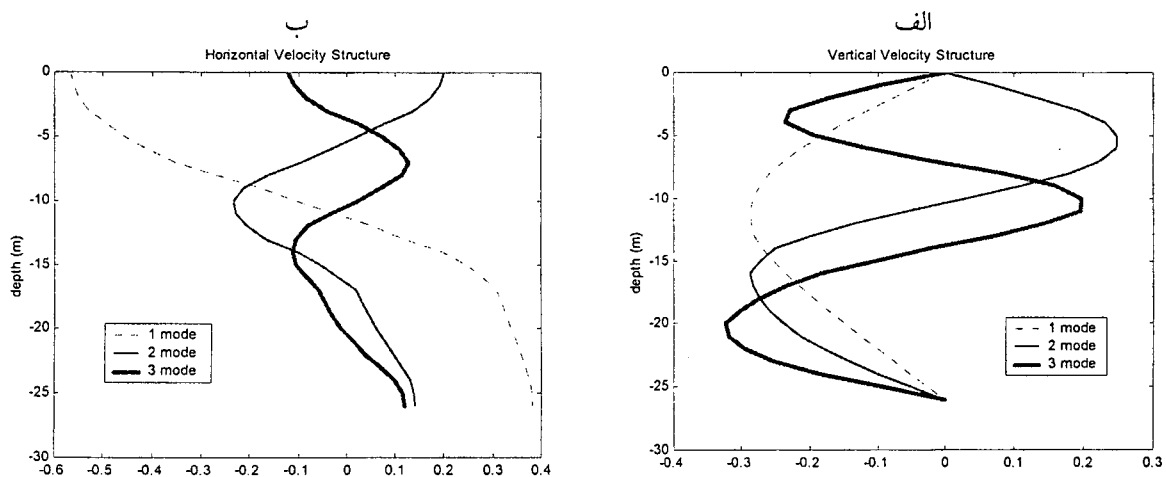 ب
Horizontal Velocity Structure
0
-5
-10
-15
-20
-25
-30
depth (m)
1 mode
2 mode
3 mode
-0.6 -0.5 -0.4 -0.3 -0.2 -0.1 0 0.1 0.2 0.3 0.4
الف
Vertical Velocity Structure
0
-5
-10
-15
-20
-25
-30
depth (m)
1 mode
2 mode
3 mode
-0.4 -0.3 -0.2 -0.1 0 0.1 0.2 0.3